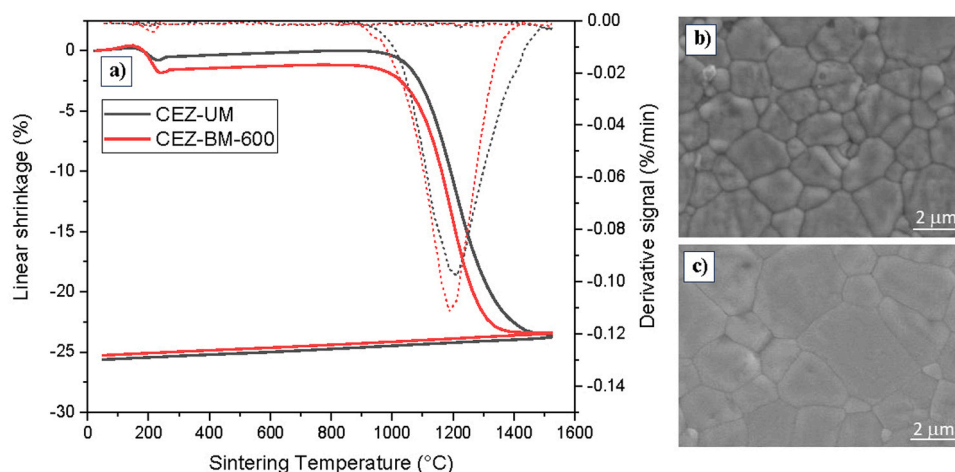 a)
CEZ-UM
CEZ-BM-600
Linear shrinkage (%)
0
-5
-10
-15
-20
-25
-30
Derivative signal (%/min)
0.00
-0.02
-0.04
-0.06
-0.08
-0.10
-0.12
-0.14
0 200 400 600 800 1000 1200 1400 1600
Sintering Temperature (°C)
b)
2 μm
c)
2 μm